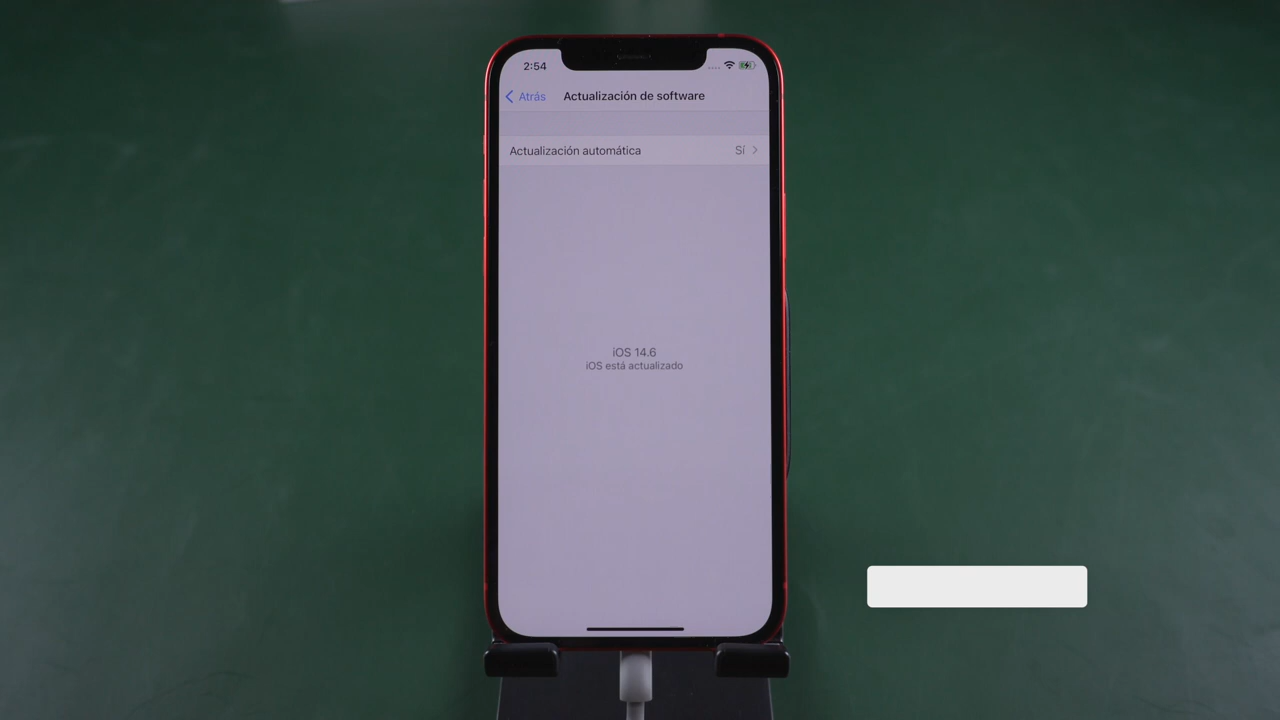 2:54
Atrás
Actualización de software
Actualización automática
Sí
iOS 14.6
iOS está actualizado